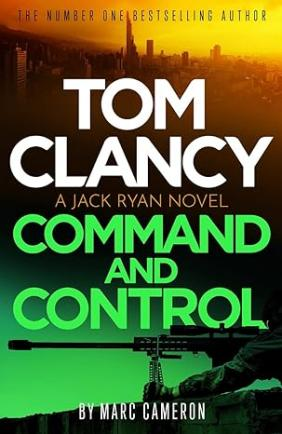 THE NUMBER ONE BESTSELLING AUTHOR
TOM
CLANCY
A JACK RYAN NOVEL
COMMAND
AND
CONTROL
BY MARC CAMERON